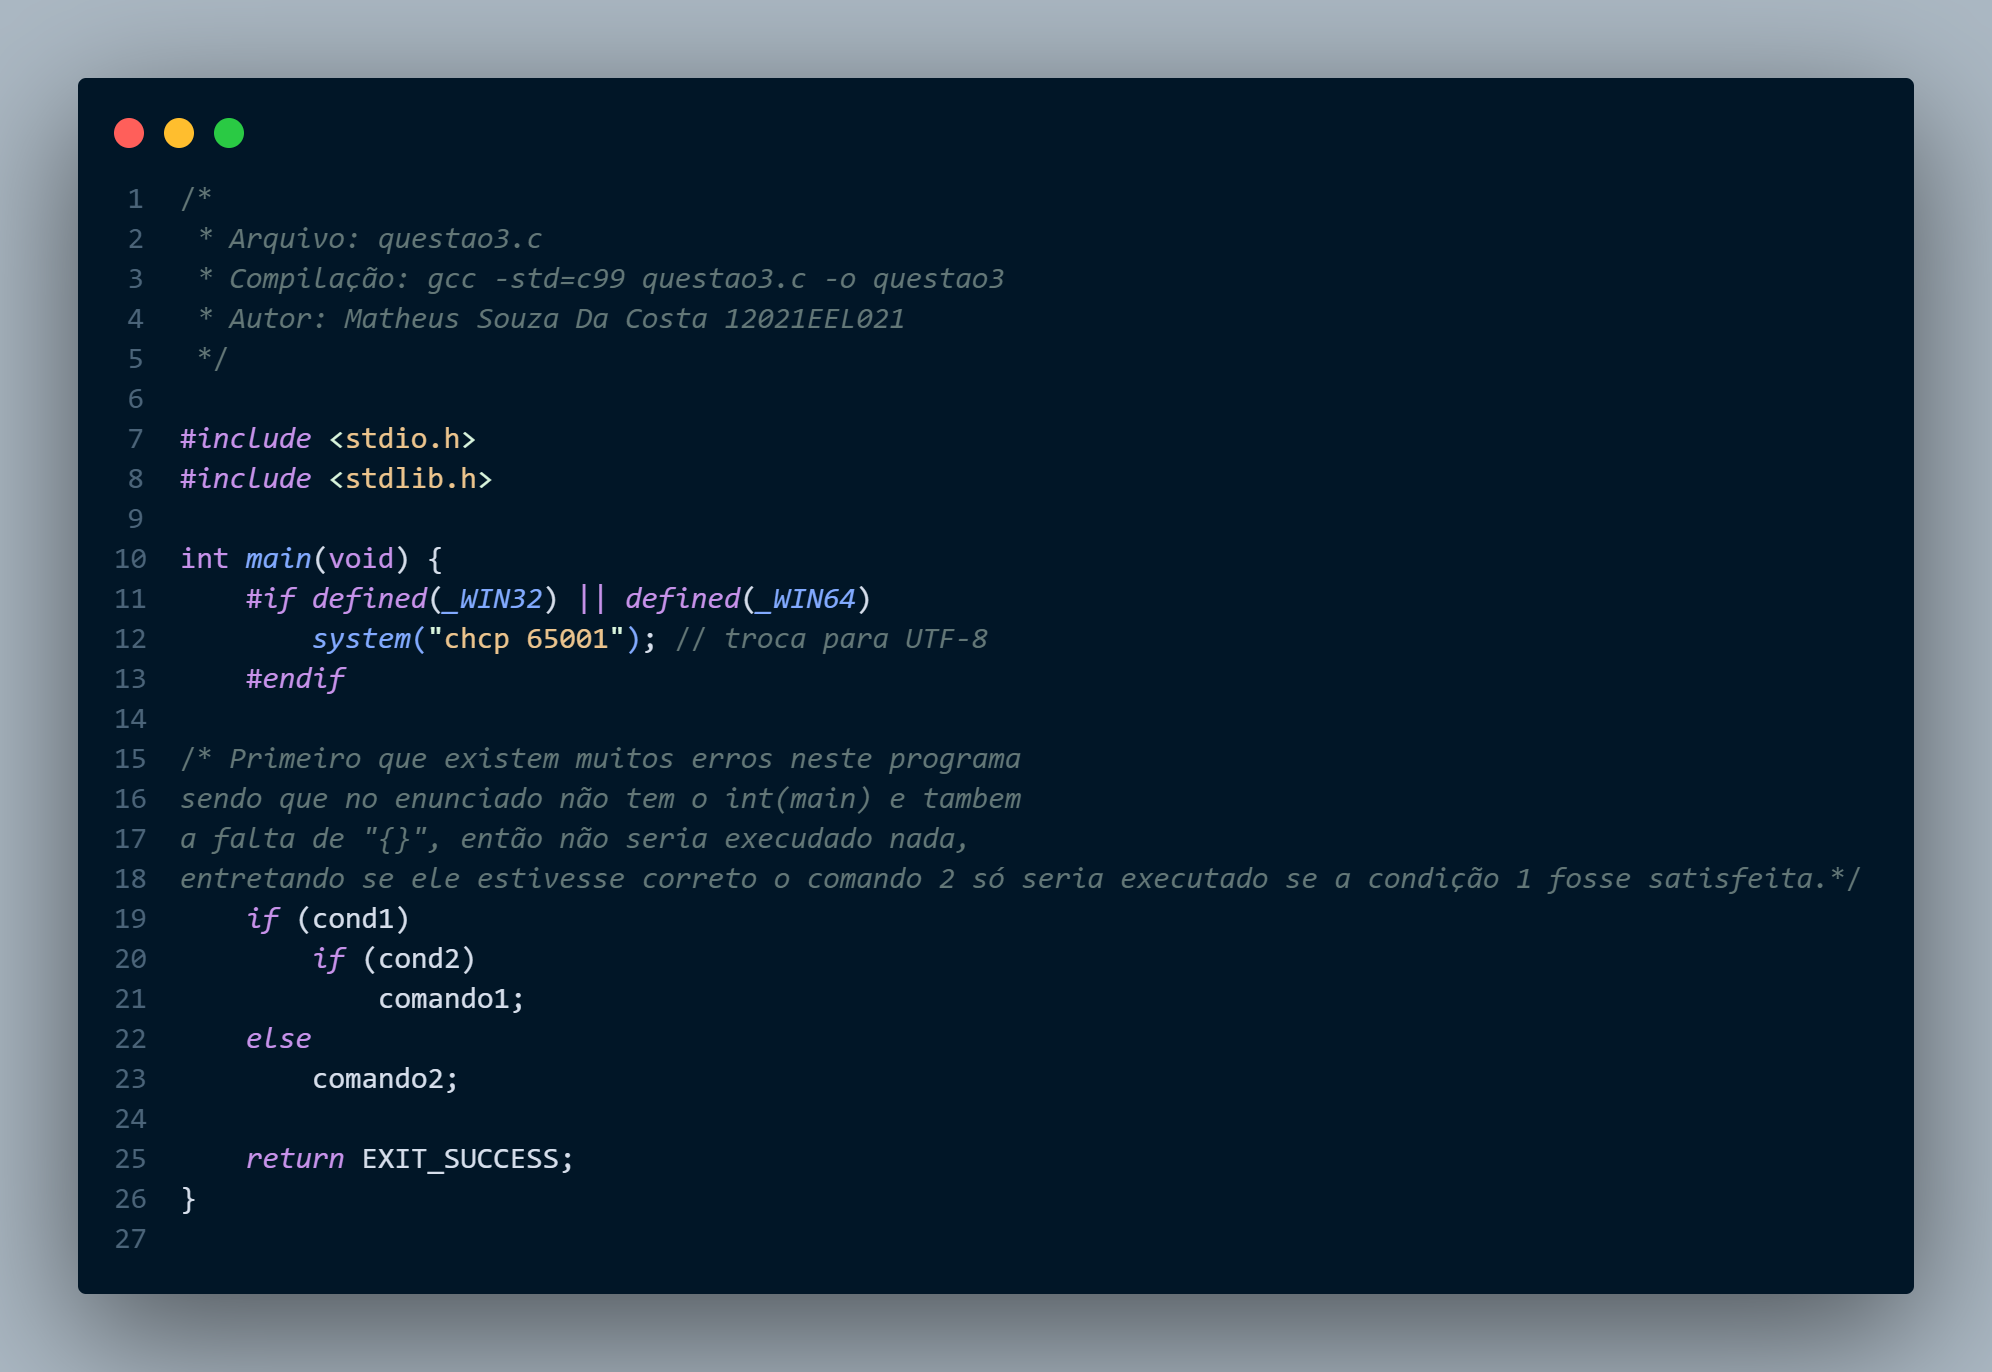 1 /*
2  * Arquivo: questao3.c
3  * Compilação: gcc -std=c99 questao3.c -o questao3
4  * Autor: Matheus Souza Da Costa 12021EEL021
5  */
6
7 #include <stdio.h>
8 #include <stdlib.h>
9
10 int main(void) {
11     #if defined(_WIN32) || defined(_WIN64)
12         system("chcp 65001"); // troca para UTF-8
13     #endif
14
15 /* Primeiro que existem muitos erros neste programa
16 sendo que no enunciado não tem o int(main) e tambem
17 a falta de "{}", então não seria execudado nada,
18 entretando se ele estivesse correto o comando 2 só seria executado se a condição 1 fosse satisfeita.*/
19     if (cond1)
20         if (cond2)
21             comando1;
22     else
23         comando2;
24
25     return EXIT_SUCCESS;
26 }
27